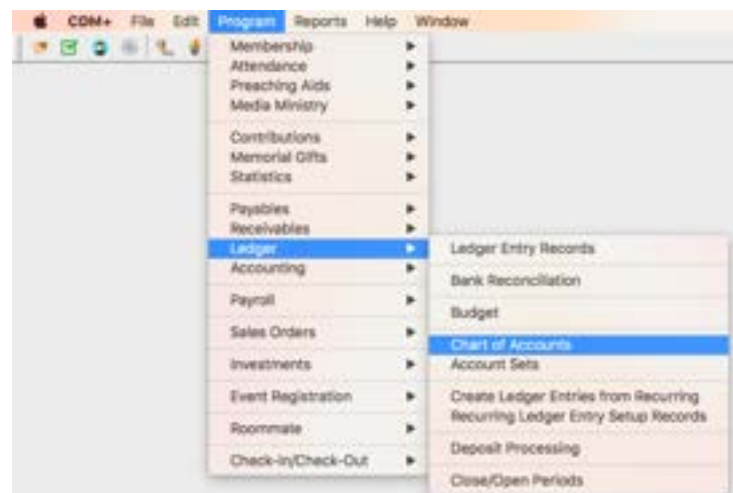 CDM+ File Edit Program Reports Help Window
Membership
Attendance
Preaching Aids
Media Ministry
Contributions
Memorial Gifts
Statistics
Payables
Receivables
Ledger
Accounting
Payroll
Sales Orders
Investments
Event Registration
Roommate
Check-In/Check-Out
Ledger Entry Records
Bank Reconciliation
Budget
Chart of Accounts
Account Sets
Create Ledger Entries from Recurring
Recurring Ledger Entry Setup Records
Deposit Processing
Close/Open Periods